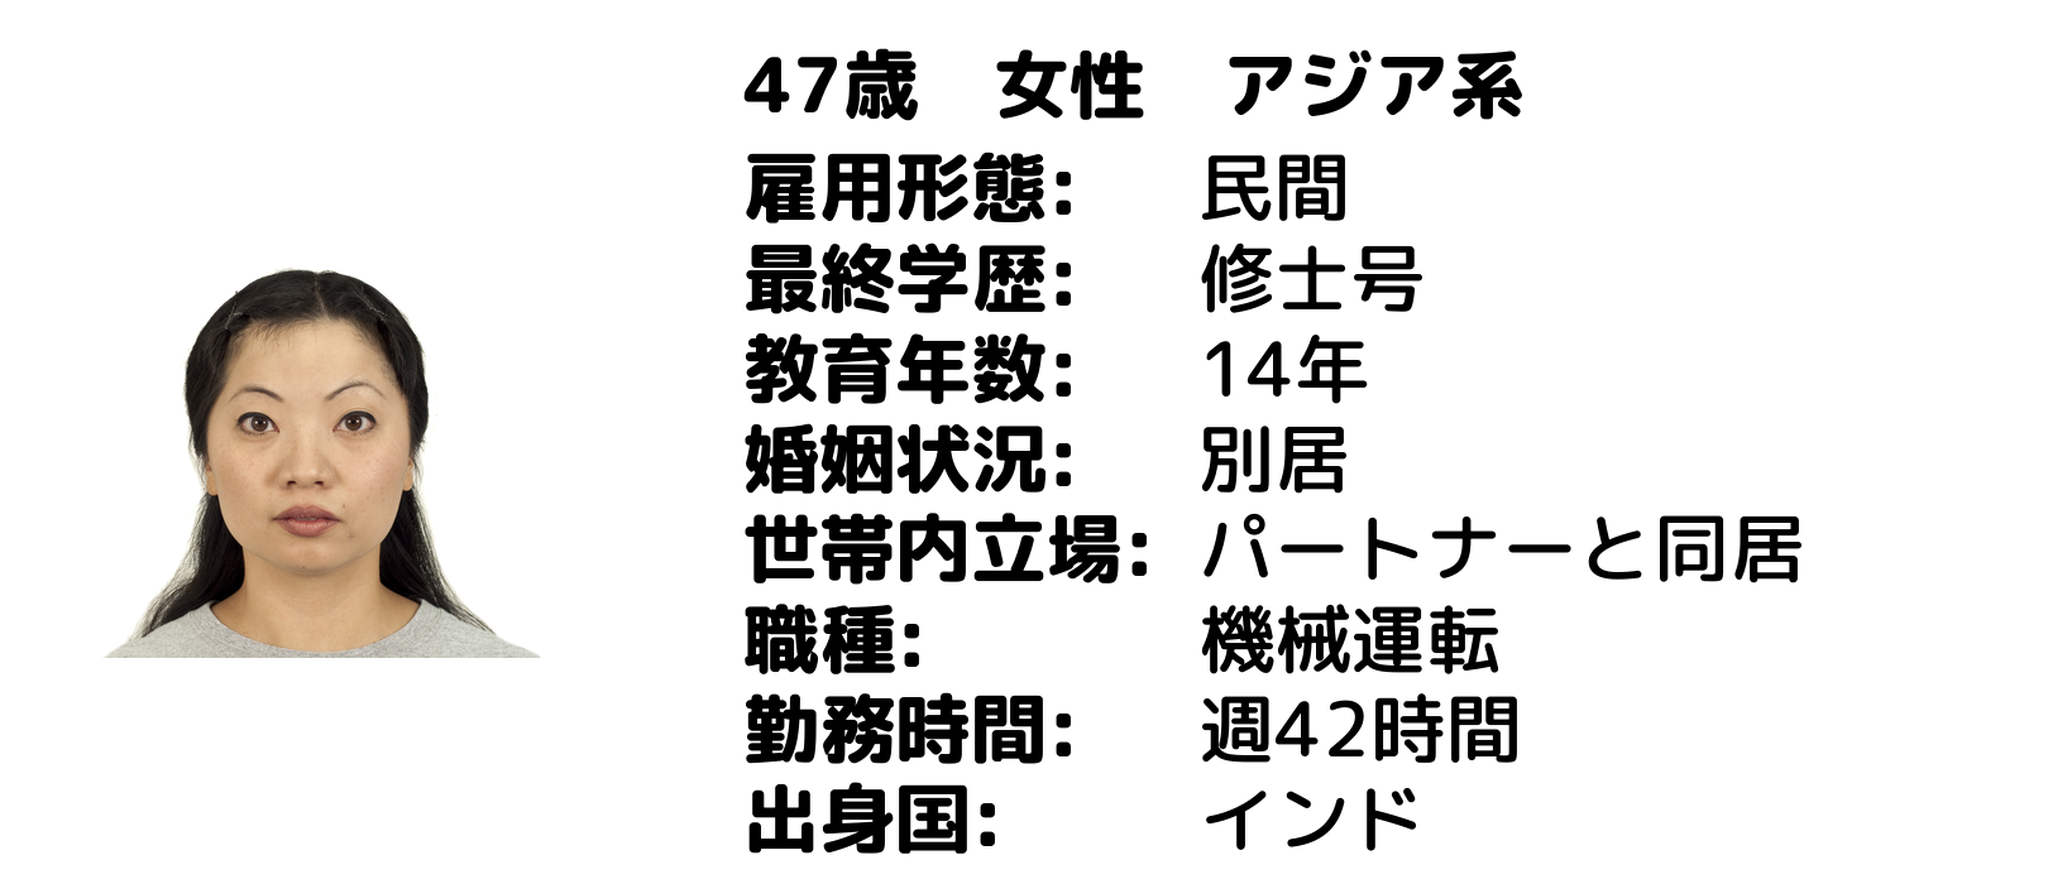 47歳　女性　アジア系
雇用形態:　民間
最終学歴:　修士号
教育年数:　14年
婚姻状況:　別居
世帯内立場:　パートナーと同居
職種:　機械運転
勤務時間:　週42時間
出身国:　インド